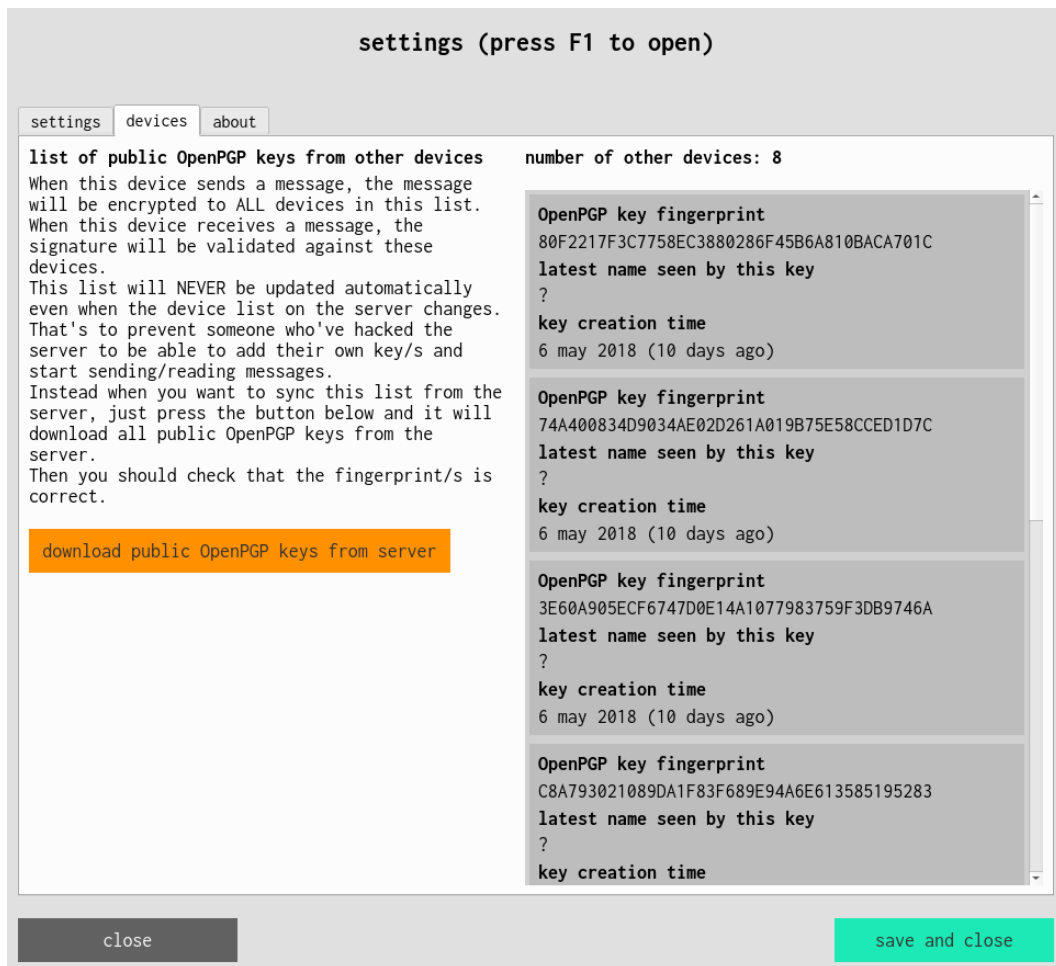 settings (press F1 to open)
settings devices about
list of public OpenPGP keys from other devices
When this device sends a message, the message
will be encrypted to ALL devices in this list.
When this device receives a message, the
signature will be validated against these
devices.
This list will NEVER be updated automatically
even when the device list on the server changes.
That's to prevent someone who've hacked the
server to be able to add their own key/s and
start sending/reading messages.
Instead when you want to sync this list from the
server, just press the button below and it will
download all public OpenPGP keys from the
server.
Then you should check that the fingerprint/s is
correct.
download public OpenPGP keys from server
number of other devices: 8
OpenPGP key fingerprint
80F2217F3C7758EC3880286F45B6A810BACA701C
latest name seen by this key
?
key creation time
6 may 2018 (10 days ago)
OpenPGP key fingerprint
74A400834D9034AE02D261A019B75E58CCED1D7C
latest name seen by this key
?
key creation time
6 may 2018 (10 days ago)
OpenPGP key fingerprint
3E60A905ECF6747D0E14A1077983759F3DB9746A
latest name seen by this key
?
key creation time
6 may 2018 (10 days ago)
OpenPGP key fingerprint
C8A793021089DA1F83F689E94A6E613585195283
latest name seen by this key
?
key creation time
close
save and close